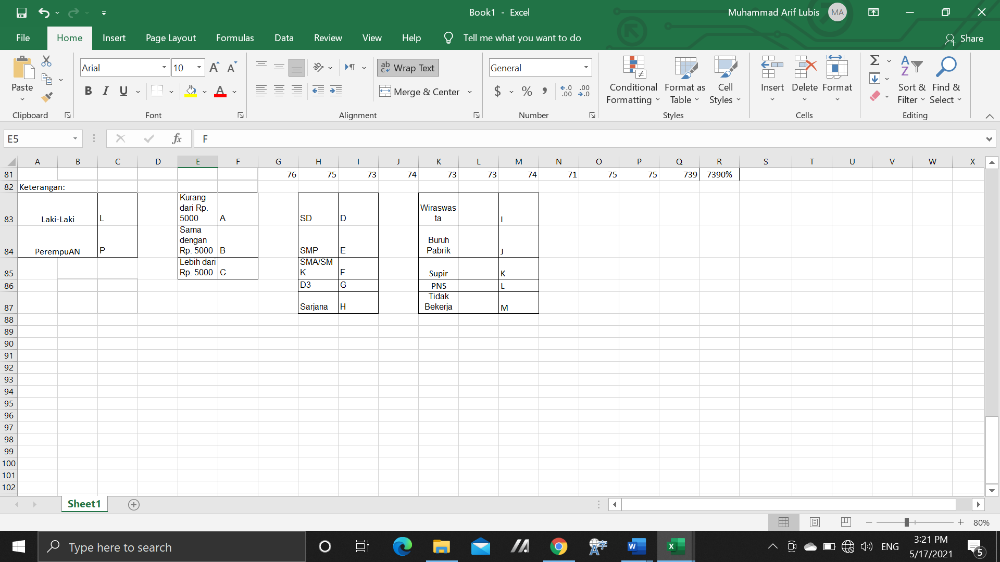 Book1 - Excel
Muhammad Arif Lubis MA
File Home Insert Page Layout Formulas Data Review View Help Tell me what you want to do Share
Paste
Clipboard
Arial 10
B I U
Font
Wrap Text
Merge & Center
Alignment
General
$ % ,
Number
Conditional Formatting
Format as Table
Cell Styles
Styles
Insert Delete Format
Cells
Sort & Filter
Find & Select
Editing
E5 fx F
A B C D E F G H I J K L M N O P Q R S T U V W X
81 76 75 73 74 73 73 74 71 75 75 739 7390%
82 Keterangan:
83 Laki-Laki L Kurang dari Rp. 5000 A SD D Wiraswasta I
84 PerempuAN P Sama dengan Rp. 5000 B SMP E Buruh Pabrik J
85 Lebih dari Rp. 5000 C SMA/SMK F Supir K
86 D3 G PNS L
87 Sarjana H Tidak Bekerja M
88
89
90
91
92
93
94
95
96
97
98
99
100
101
102
Sheet1
80%
Type here to search
ENG
3:21 PM
5/17/2021
5